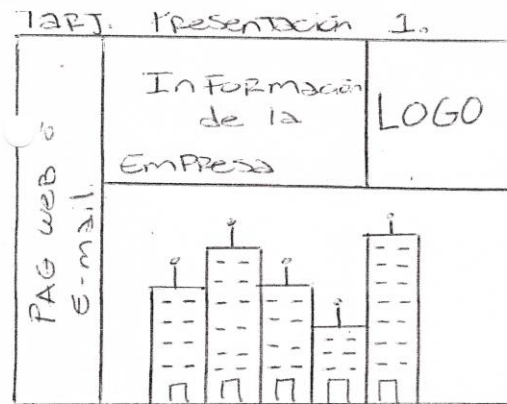 Tarj. Presentación 1.
Información
de la
Empresa
LOGO
PAG WEB ó
E-mail.